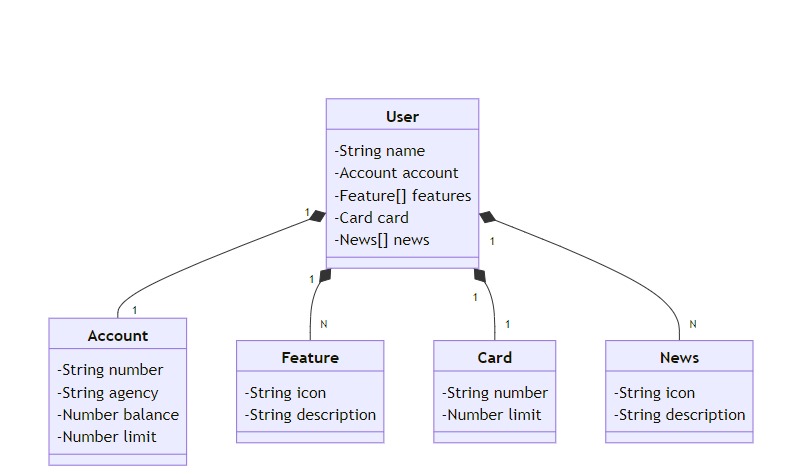 User
-String name
-Account account
-Feature[] features
-Card card
-News[] news
1
1
1
1
1
N
1
N
Account
-String number
-String agency
-Number balance
-Number limit
Feature
-String icon
-String description
Card
-String number
-Number limit
News
-String icon
-String description